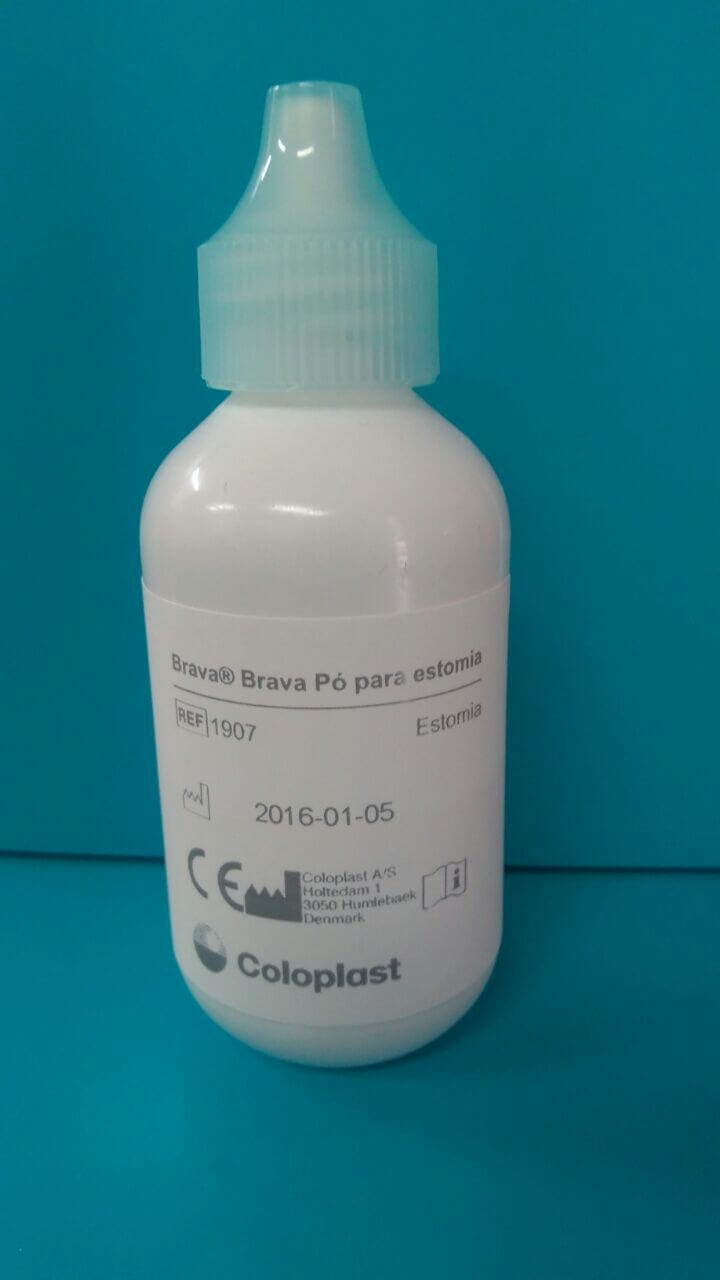 Brava® Brava Pó para estomia
REF 1907 Estomia
2016-01-05
CE
Coloplast A/S
Holtedam 1
3050 Humlebaek
Denmark
i
Coloplast